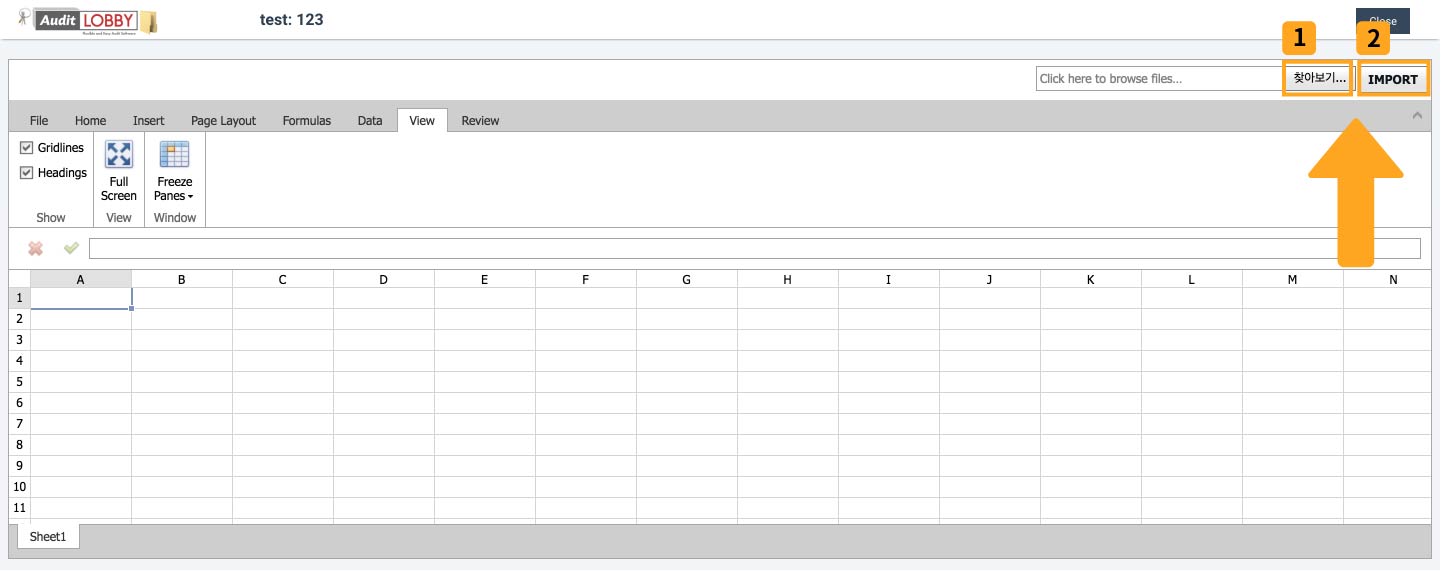 Audit LOBBY
Flexible and Easy Audit Software
test: 123
Close
1
2
Click here to browse files...
찾아보기...
IMPORT
File Home Insert Page Layout Formulas Data View Review
Gridlines
Headings
Full Screen
Freeze Panes
Show View Window
A B C D E F G H I J K L M N
1
2
3
4
5
6
7
8
9
10
11
Sheet1